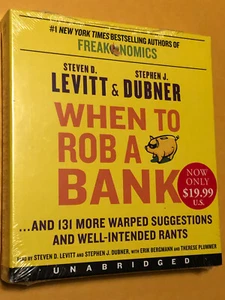 #1 NEW YORK TIMES BESTSELLING AUTHORS OF
FREAKONOMICS
STEVEN D. STEPHEN J.
LEVITT & DUBNER
WHEN TO
ROB A
BANK
NOW
ONLY
$19.99
U.S.
...AND 131 MORE WARPED SUGGESTIONS
AND WELL-INTENDED RANTS
READ BY STEVEN D. LEVITT AND STEPHEN J. DUBNER, WITH ERIK BERGMANN AND THERESE PLUMMER
UNABRIDGED